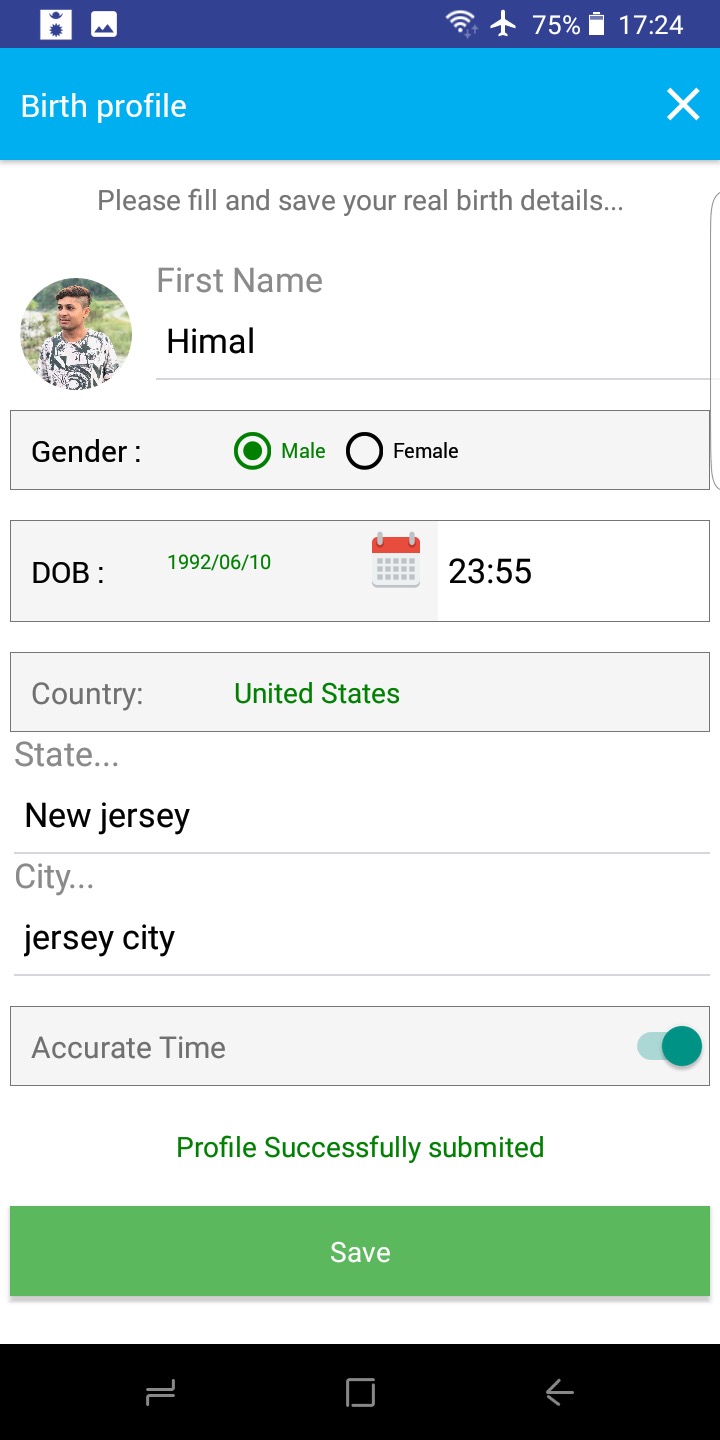 75% 17:24
Birth profile
Please fill and save your real birth details...
First Name
Himal
Gender : Male Female
DOB : 1992/06/10 23:55
Country: United States
State...
New jersey
City...
jersey city
Accurate Time
Profile Successfully submited
Save